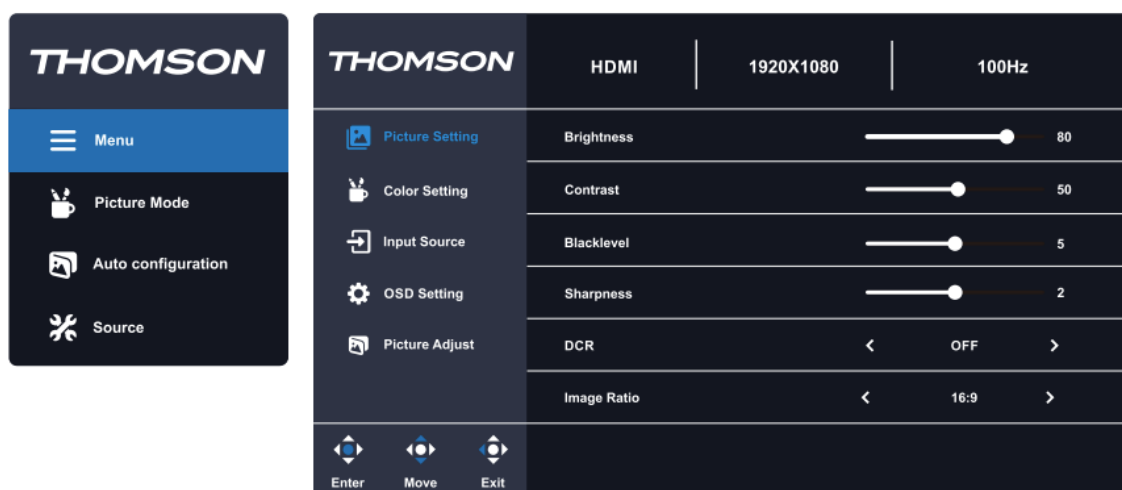 THOMSON
Menu
Picture Mode
Auto configuration
Source
THOMSON
HDMI 1920X1080 100Hz
Picture Setting
Color Setting
Input Source
OSD Setting
Picture Adjust
Brightness 80
Contrast 50
Blacklevel 5
Sharpness 2
DCR OFF
Image Ratio 16:9
Enter Move Exit